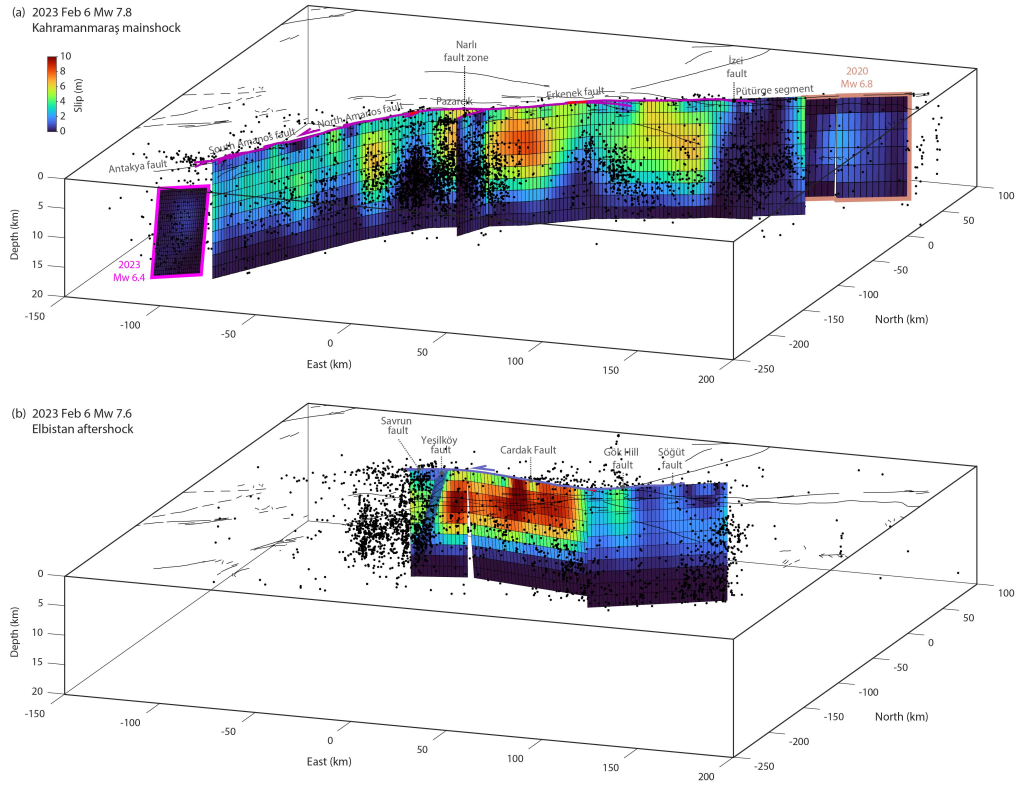 (a) 2023 Feb 6 Mw 7.8
Kahramanmaraş mainshock
10
8
6
4
2
0
Slip (m)
Narlı
fault zone
İzci
fault
2020
Mw 6.8
Pütürge segment
Erkenek fault
Pazarcık
North Amanos fault
South Amanos fault
Antakya fault
2023
Mw 6.4
0
5
10
15
20
Depth (km)
-150
-100
-50
0
50
100
150
200
East (km)
-250
-200
-150
-100
-50
0
50
100
North (km)
(b) 2023 Feb 6 Mw 7.6
Elbistan aftershock
Savrun
fault
Yeşilköy
fault
Cardak Fault
Gök Hill
fault
Söğüt
fault
0
5
10
15
20
Depth (km)
-150
-100
-50
0
50
100
150
200
East (km)
-250
-200
-150
-100
-50
0
50
100
North (km)